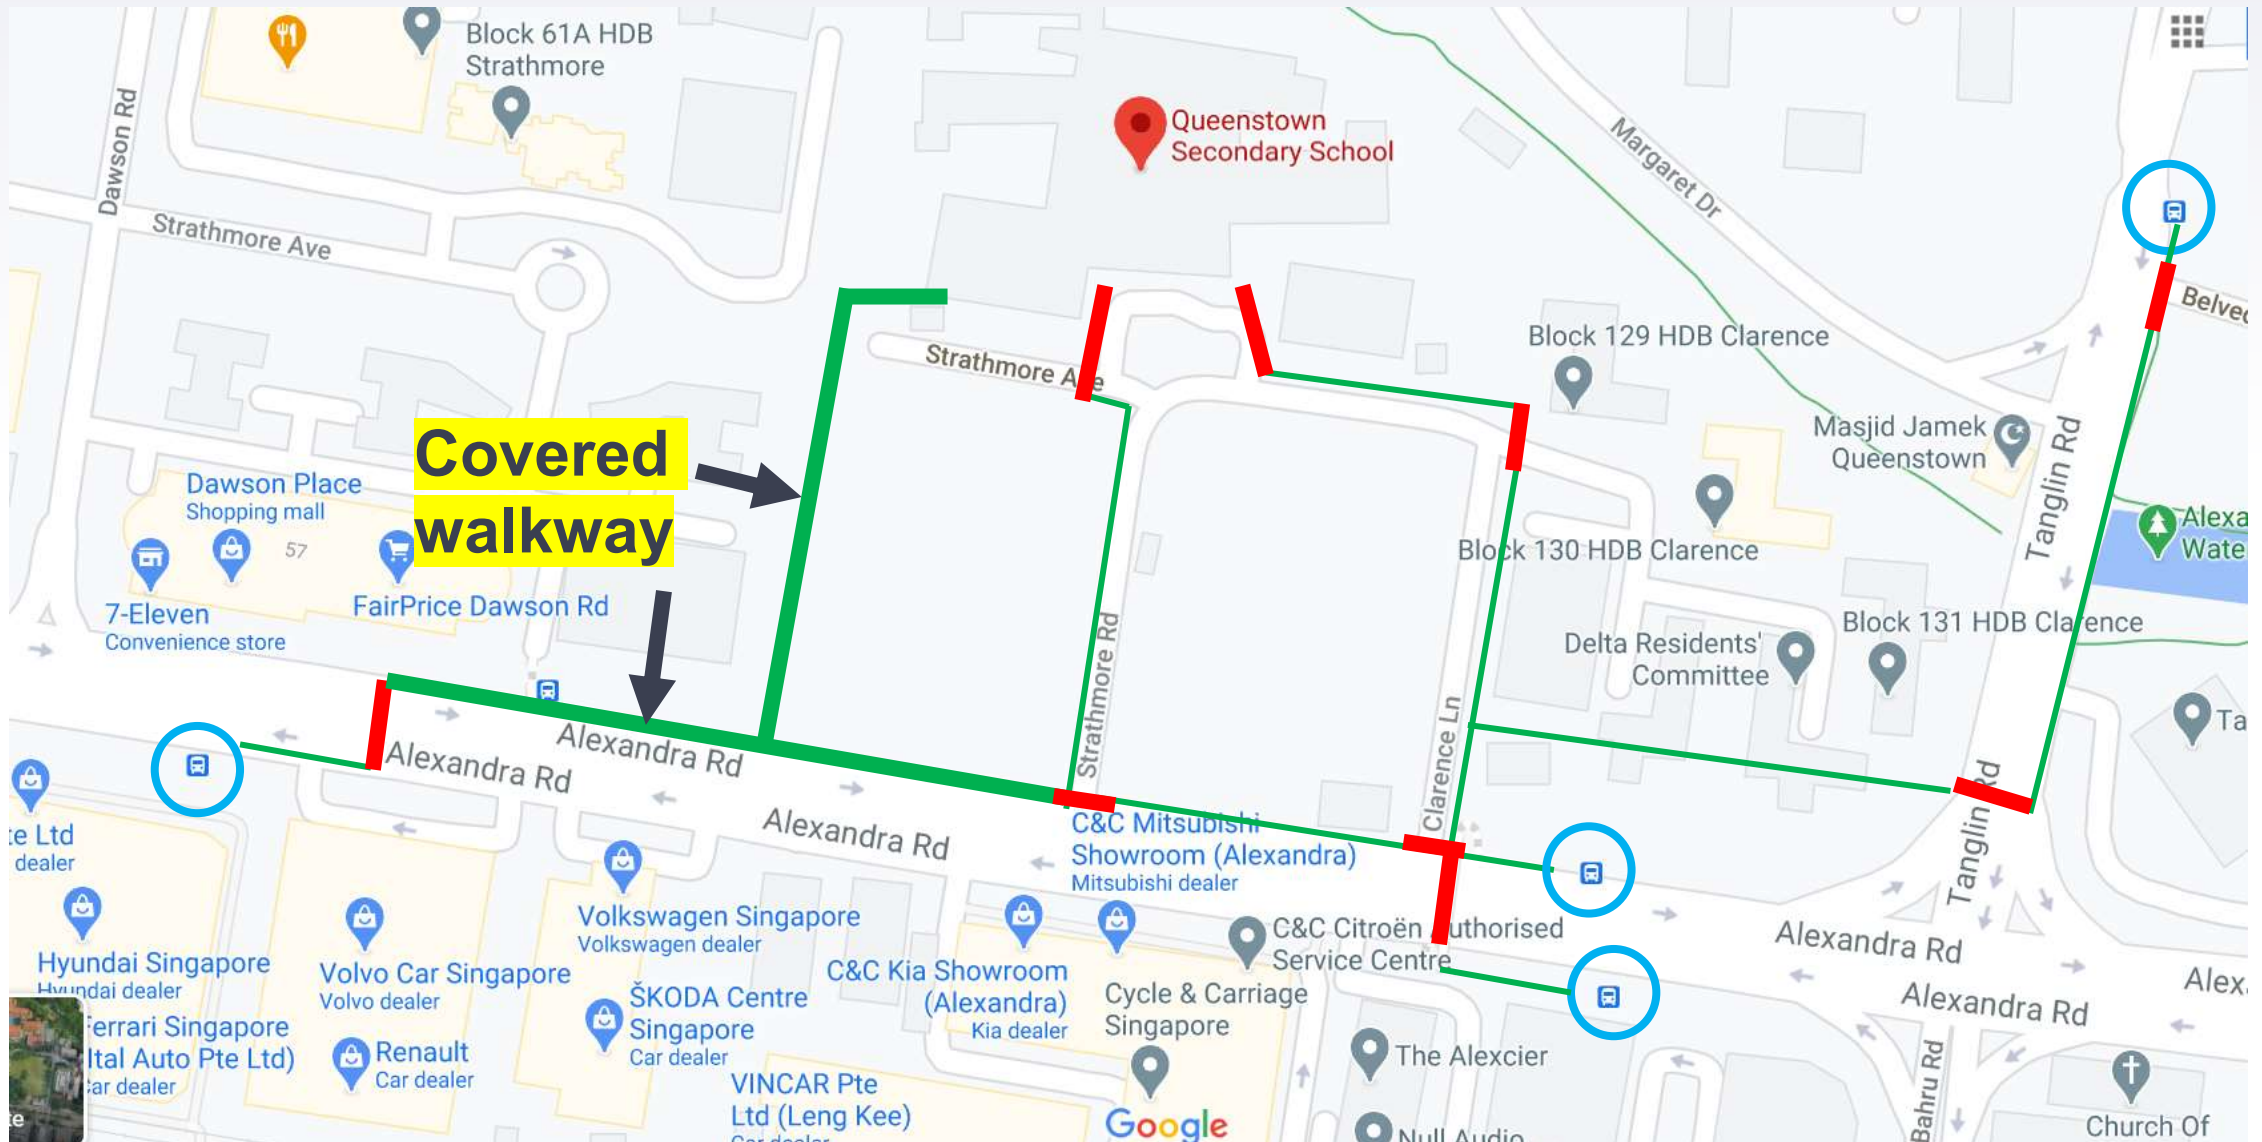 Block 61A HDB
Strathmore
Queenstown
Secondary School
Dawson Rd
Strathmore Ave
Margaret Dr
Strathmore Ave
Block 129 HDB Clarence
Masjid Jamek
Queenstown
Tanglin Rd
Covered
walkway
Dawson Place
Shopping mall
57
7-Eleven
Convenience store
FairPrice Dawson Rd
Block 130 HDB Clarence
Block 131 HDB Clarence
Delta Residents'
Committee
Strathmore Rd
Clarence Ln
Alexandra Rd
Alexandra Rd
Alexandra Rd
C&C Mitsubishi
Showroom (Alexandra)
Mitsubishi dealer
Tanglin Rd
te Ltd
dealer
Volkswagen Singapore
Volkswagen dealer
C&C Citroën Authorised
Service Centre
Alexandra Rd
Hyundai Singapore
Hyundai dealer
Volvo Car Singapore
Volvo dealer
C&C Kia Showroom
(Alexandra)
Kia dealer
ŠKODA Centre
Singapore
Car dealer
Cycle & Carriage
Singapore
Alexandra Rd
Ferrari Singapore
Ital Auto Pte Ltd)
Car dealer
Renault
Car dealer
The Alexcier
VINCAR Pte
Ltd (Leng Kee)
Google
Null Audio
Bahru Rd
Church Of